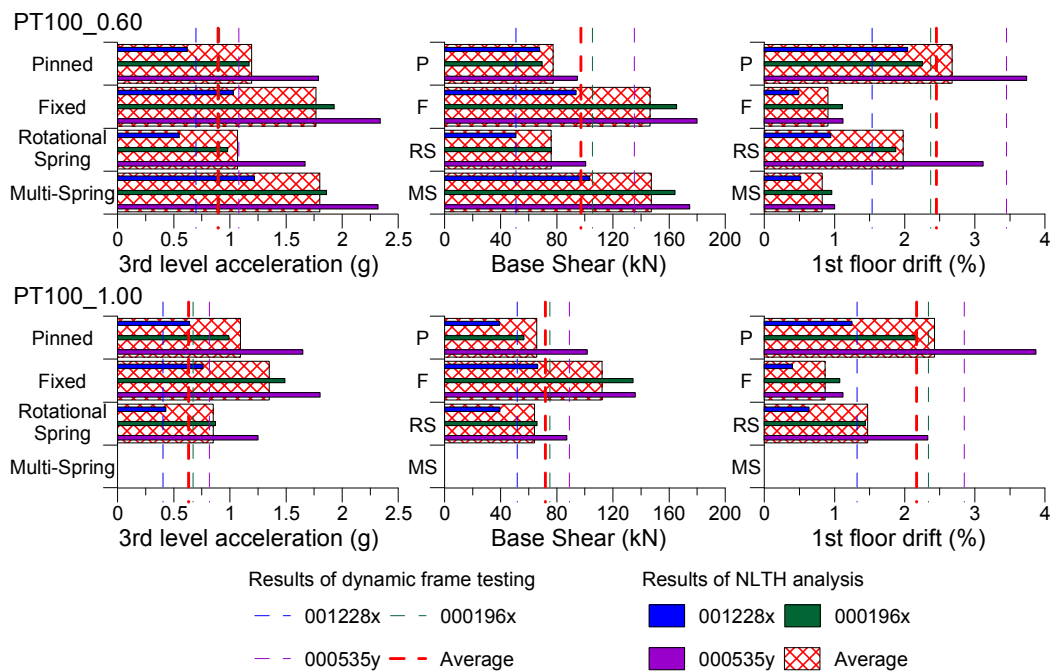 PT100_0.60
Pinned
Fixed
Rotational
Spring
Multi-Spring
0 0.5 1 1.5 2 2.5
3rd level acceleration (g)
P
F
RS
MS
0 40 80 120 160 200
Base Shear (kN)
P
F
RS
MS
0 1 2 3 4
1st floor drift (%)
PT100_1.00
Pinned
Fixed
Rotational
Spring
Multi-Spring
0 0.5 1 1.5 2 2.5
3rd level acceleration (g)
P
F
RS
MS
0 40 80 120 160 200
Base Shear (kN)
P
F
RS
MS
0 1 2 3 4
1st floor drift (%)
Results of dynamic frame testing
001228x 000196x
000535y Average
Results of NLTH analysis
001228x 000196x
000535y Average